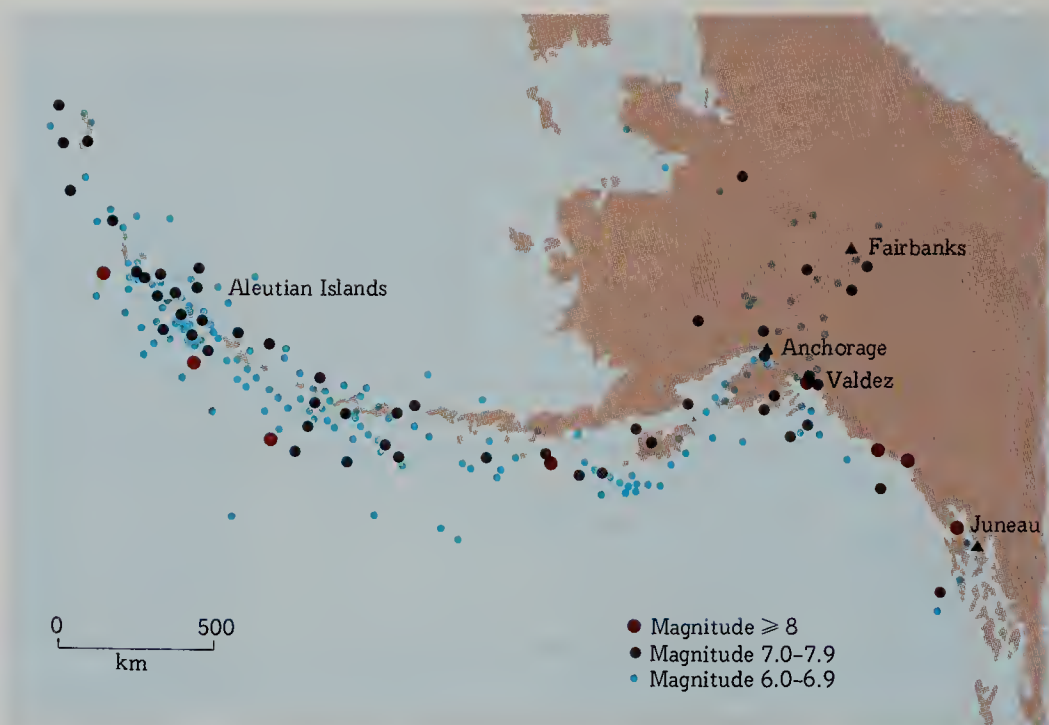 Fairbanks
Aleutian Islands
Anchorage
Valdez
Juneau
0 500
km
Magnitude ⩾ 8
Magnitude 7.0–7.9
Magnitude 6.0–6.9